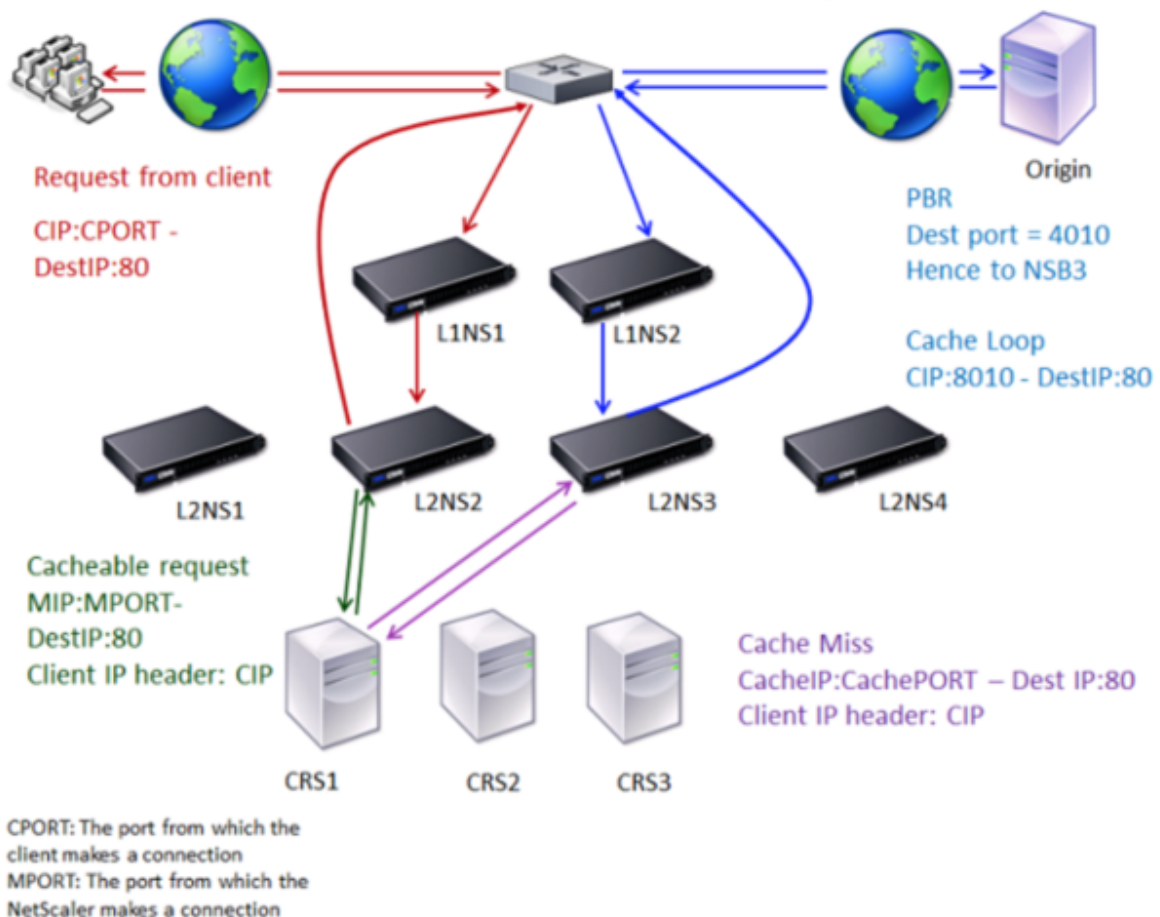 Origin
Request from client
CIP:CPORT -
DestIP:80
PBR
Dest port = 4010
Hence to NSB3
L1NS1
L1NS2
Cache Loop
CIP:8010 - DestIP:80
L2NS1
L2NS2
L2NS3
L2NS4
Cacheable request
MIP:MPORT-
DestIP:80
Client IP header: CIP
Cache Miss
CacheIP:CachePORT – Dest IP:80
Client IP header: CIP
CRS1
CRS2
CRS3
CPORT: The port from which the
client makes a connection
MPORT: The port from which the
NetScaler makes a connection